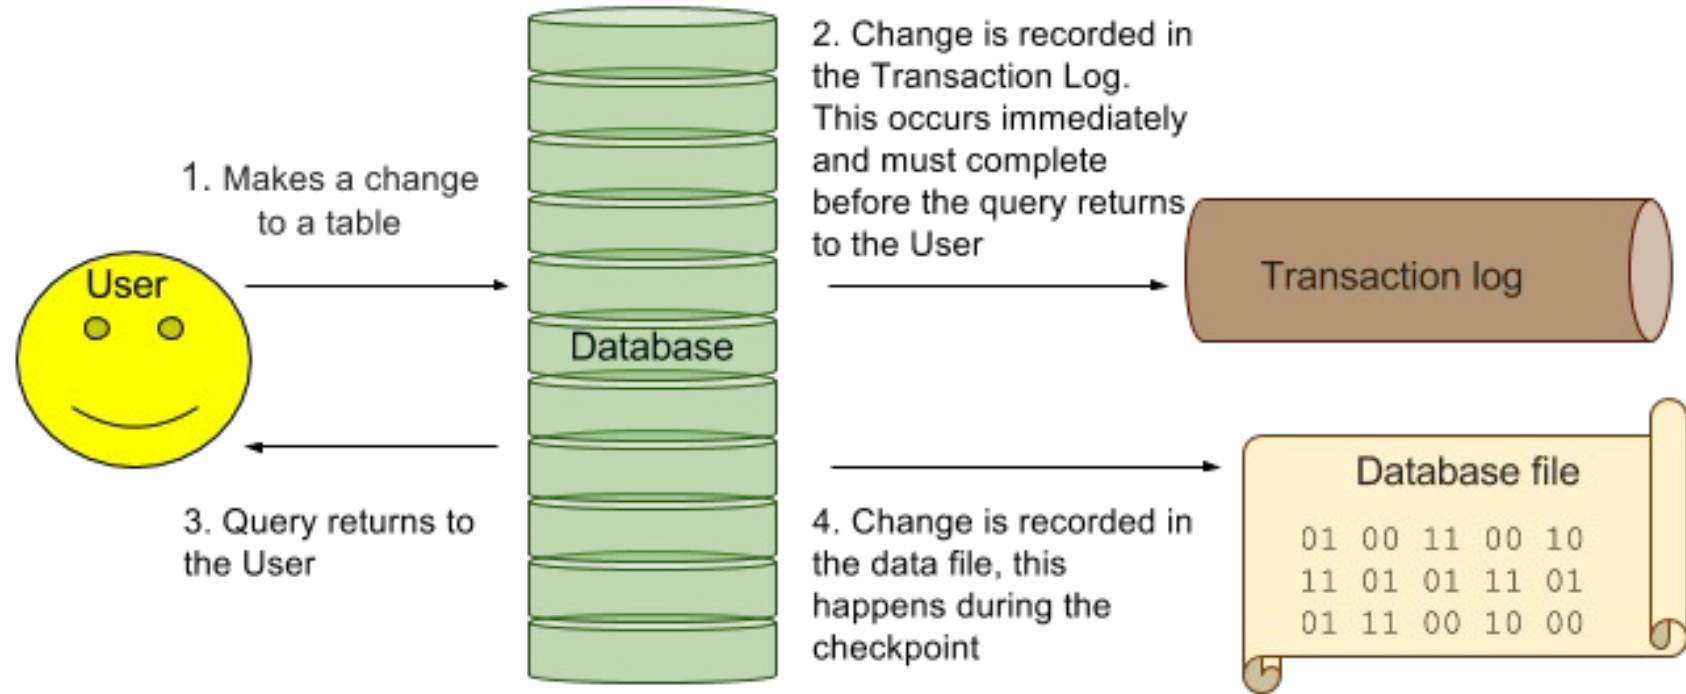 1. Makes a change
to a table
User
Database
2. Change is recorded in
the Transaction Log.
This occurs immediately
and must complete
before the query returns
to the User
Transaction log
3. Query returns to
the User
4. Change is recorded in
the data file, this
happens during the
checkpoint
Database file
01 00 11 00 10
11 01 01 11 01
01 11 00 10 00